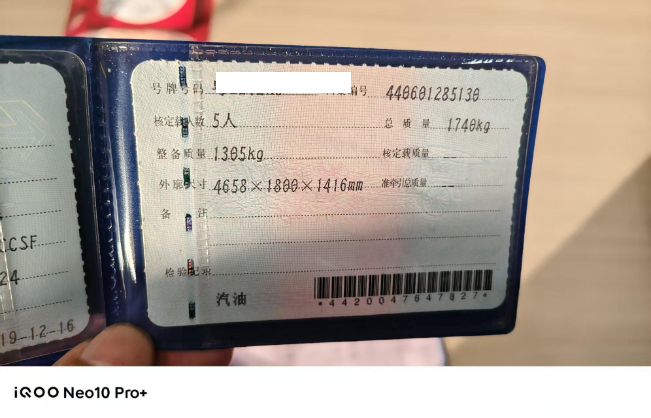 号牌号码 编号 440601285130
核定载人数 5人 总质量 1740kg
整备质量 1305kg 核定载质量 --
外廓尺寸 4658×1800×1416mm 准牵引总质量 --
备注
CCSF
检验记录
24
汽油
*4420047647827*
19-12-16
iQOO Neo10 Pro+